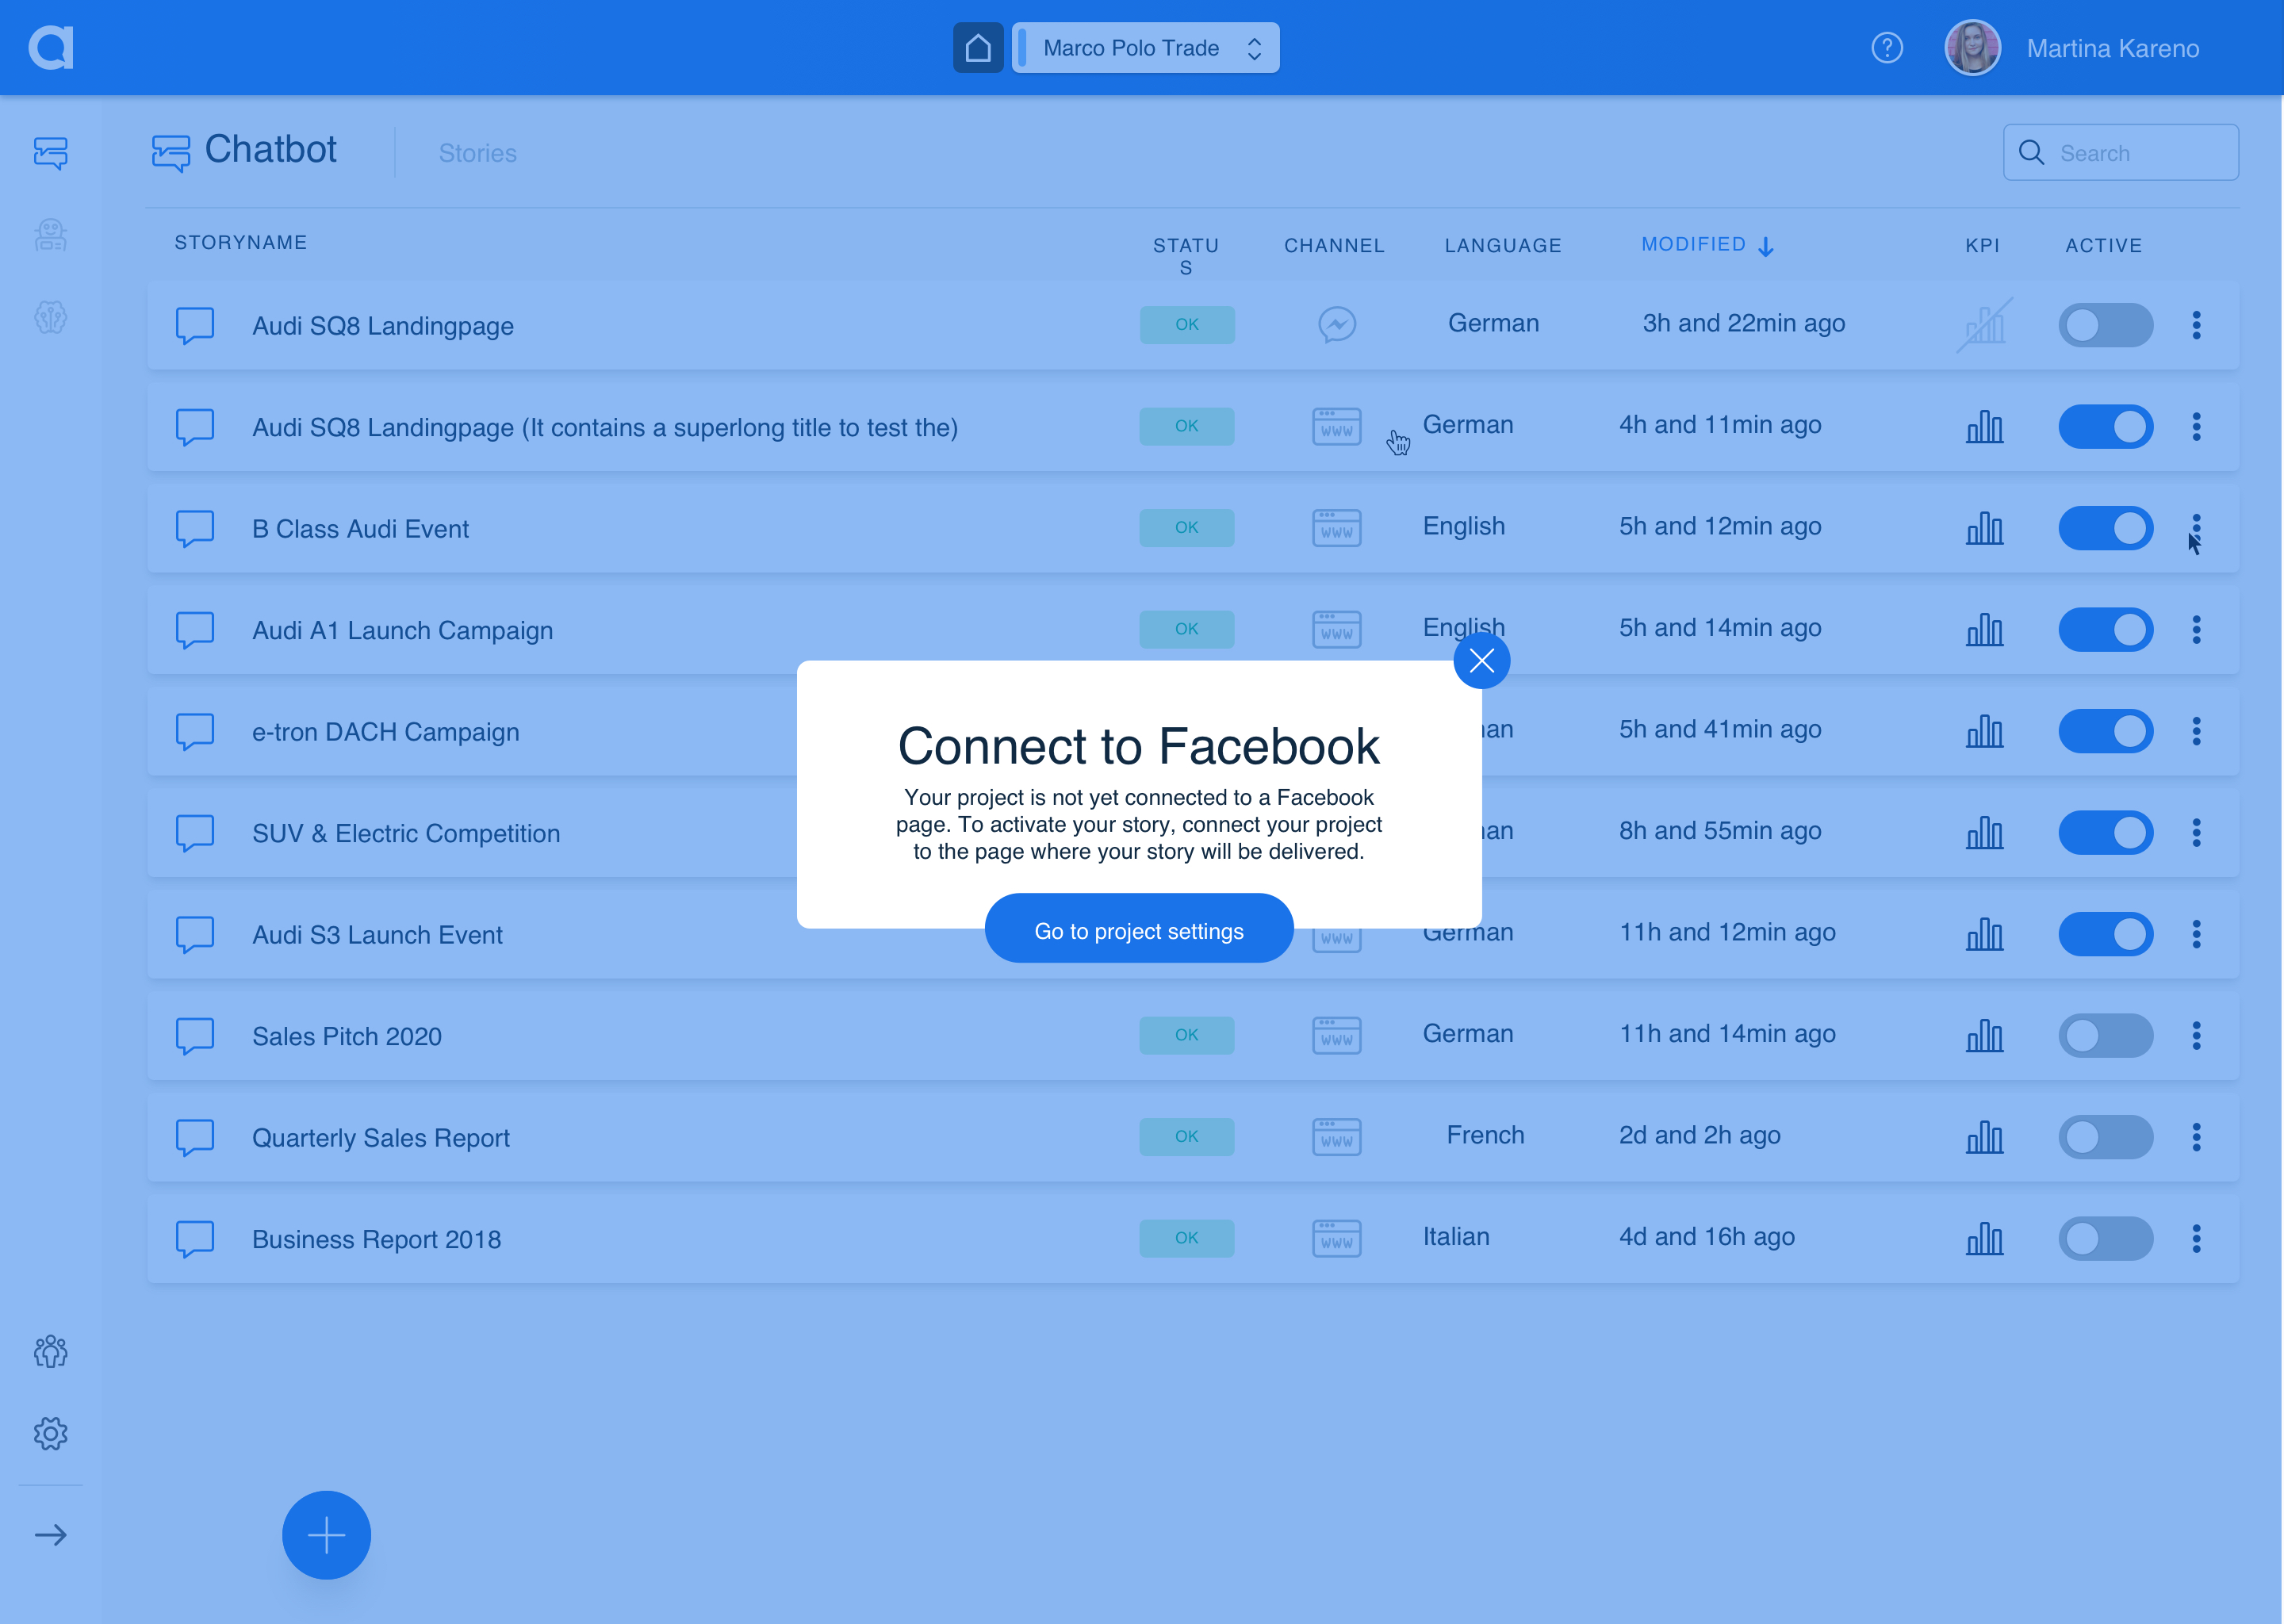 Marco Polo Trade
Martina Kareno
Chatbot
Stories
Search
STORYNAME
STATU
S
CHANNEL
LANGUAGE
MODIFIED
KPI
ACTIVE
Audi SQ8 Landingpage
OK
German
3h and 22min ago
Audi SQ8 Landingpage (It contains a superlong title to test the)
OK
WWW
German
4h and 11min ago
B Class Audi Event
OK
WWW
English
5h and 12min ago
Audi A1 Launch Campaign
OK
WWW
English
5h and 14min ago
e-tron DACH Campaign
5h and 41min ago
SUV & Electric Competition
8h and 55min ago
Audi S3 Launch Event
WWW
German
11h and 12min ago
Connect to Facebook
Your project is not yet connected to a Facebook
page. To activate your story, connect your project
to the page where your story will be delivered.
Go to project settings
Sales Pitch 2020
OK
WWW
German
11h and 14min ago
Quarterly Sales Report
OK
WWW
French
2d and 2h ago
Business Report 2018
OK
WWW
Italian
4d and 16h ago